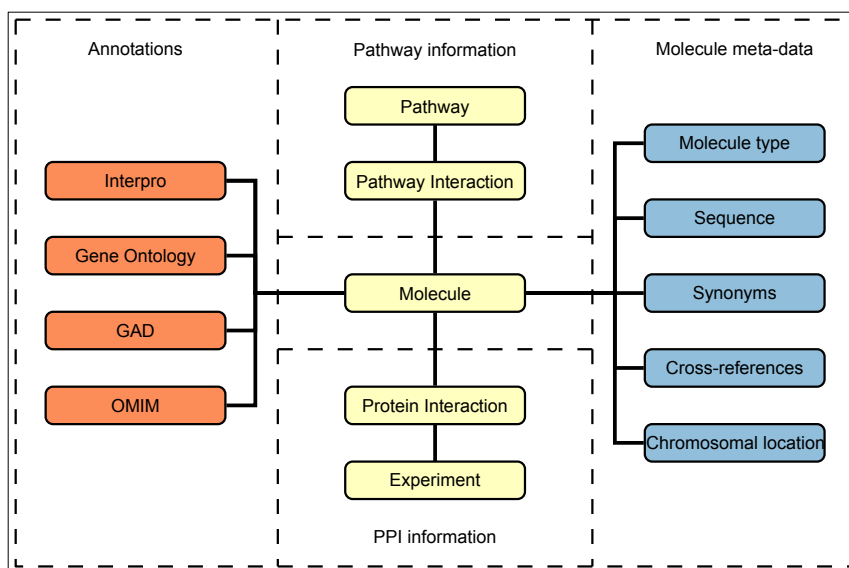 Annotations
Pathway information
Molecule meta-data
Pathway
Pathway Interaction
Interpro
Gene Ontology
GAD
OMIM
Molecule
Molecule type
Sequence
Synonyms
Cross-references
Chromosomal location
Protein Interaction
Experiment
PPI information